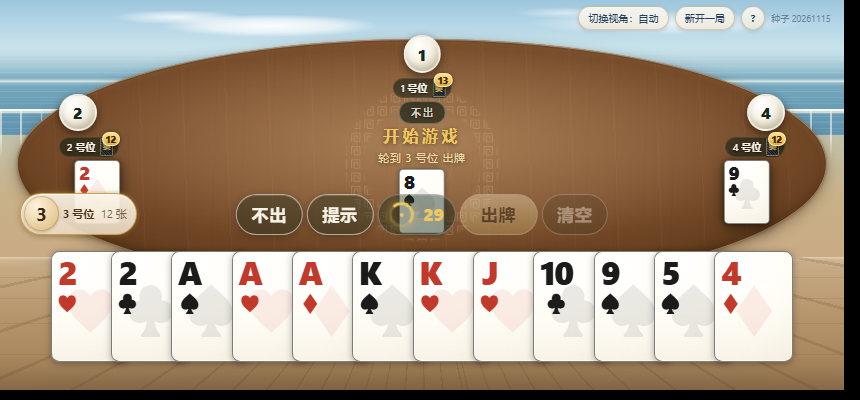 切换视角：自动 新开一局 ? 种子 20261115
1
13
1号位
不出
开始游戏
轮到 3 号位 出牌
2
12
2 号位
4
12
4 号位
2
8
9
3 3 号位 12 张
不出 提示 29 出牌 清空
2 2 A A A K K J 10 9 5 4